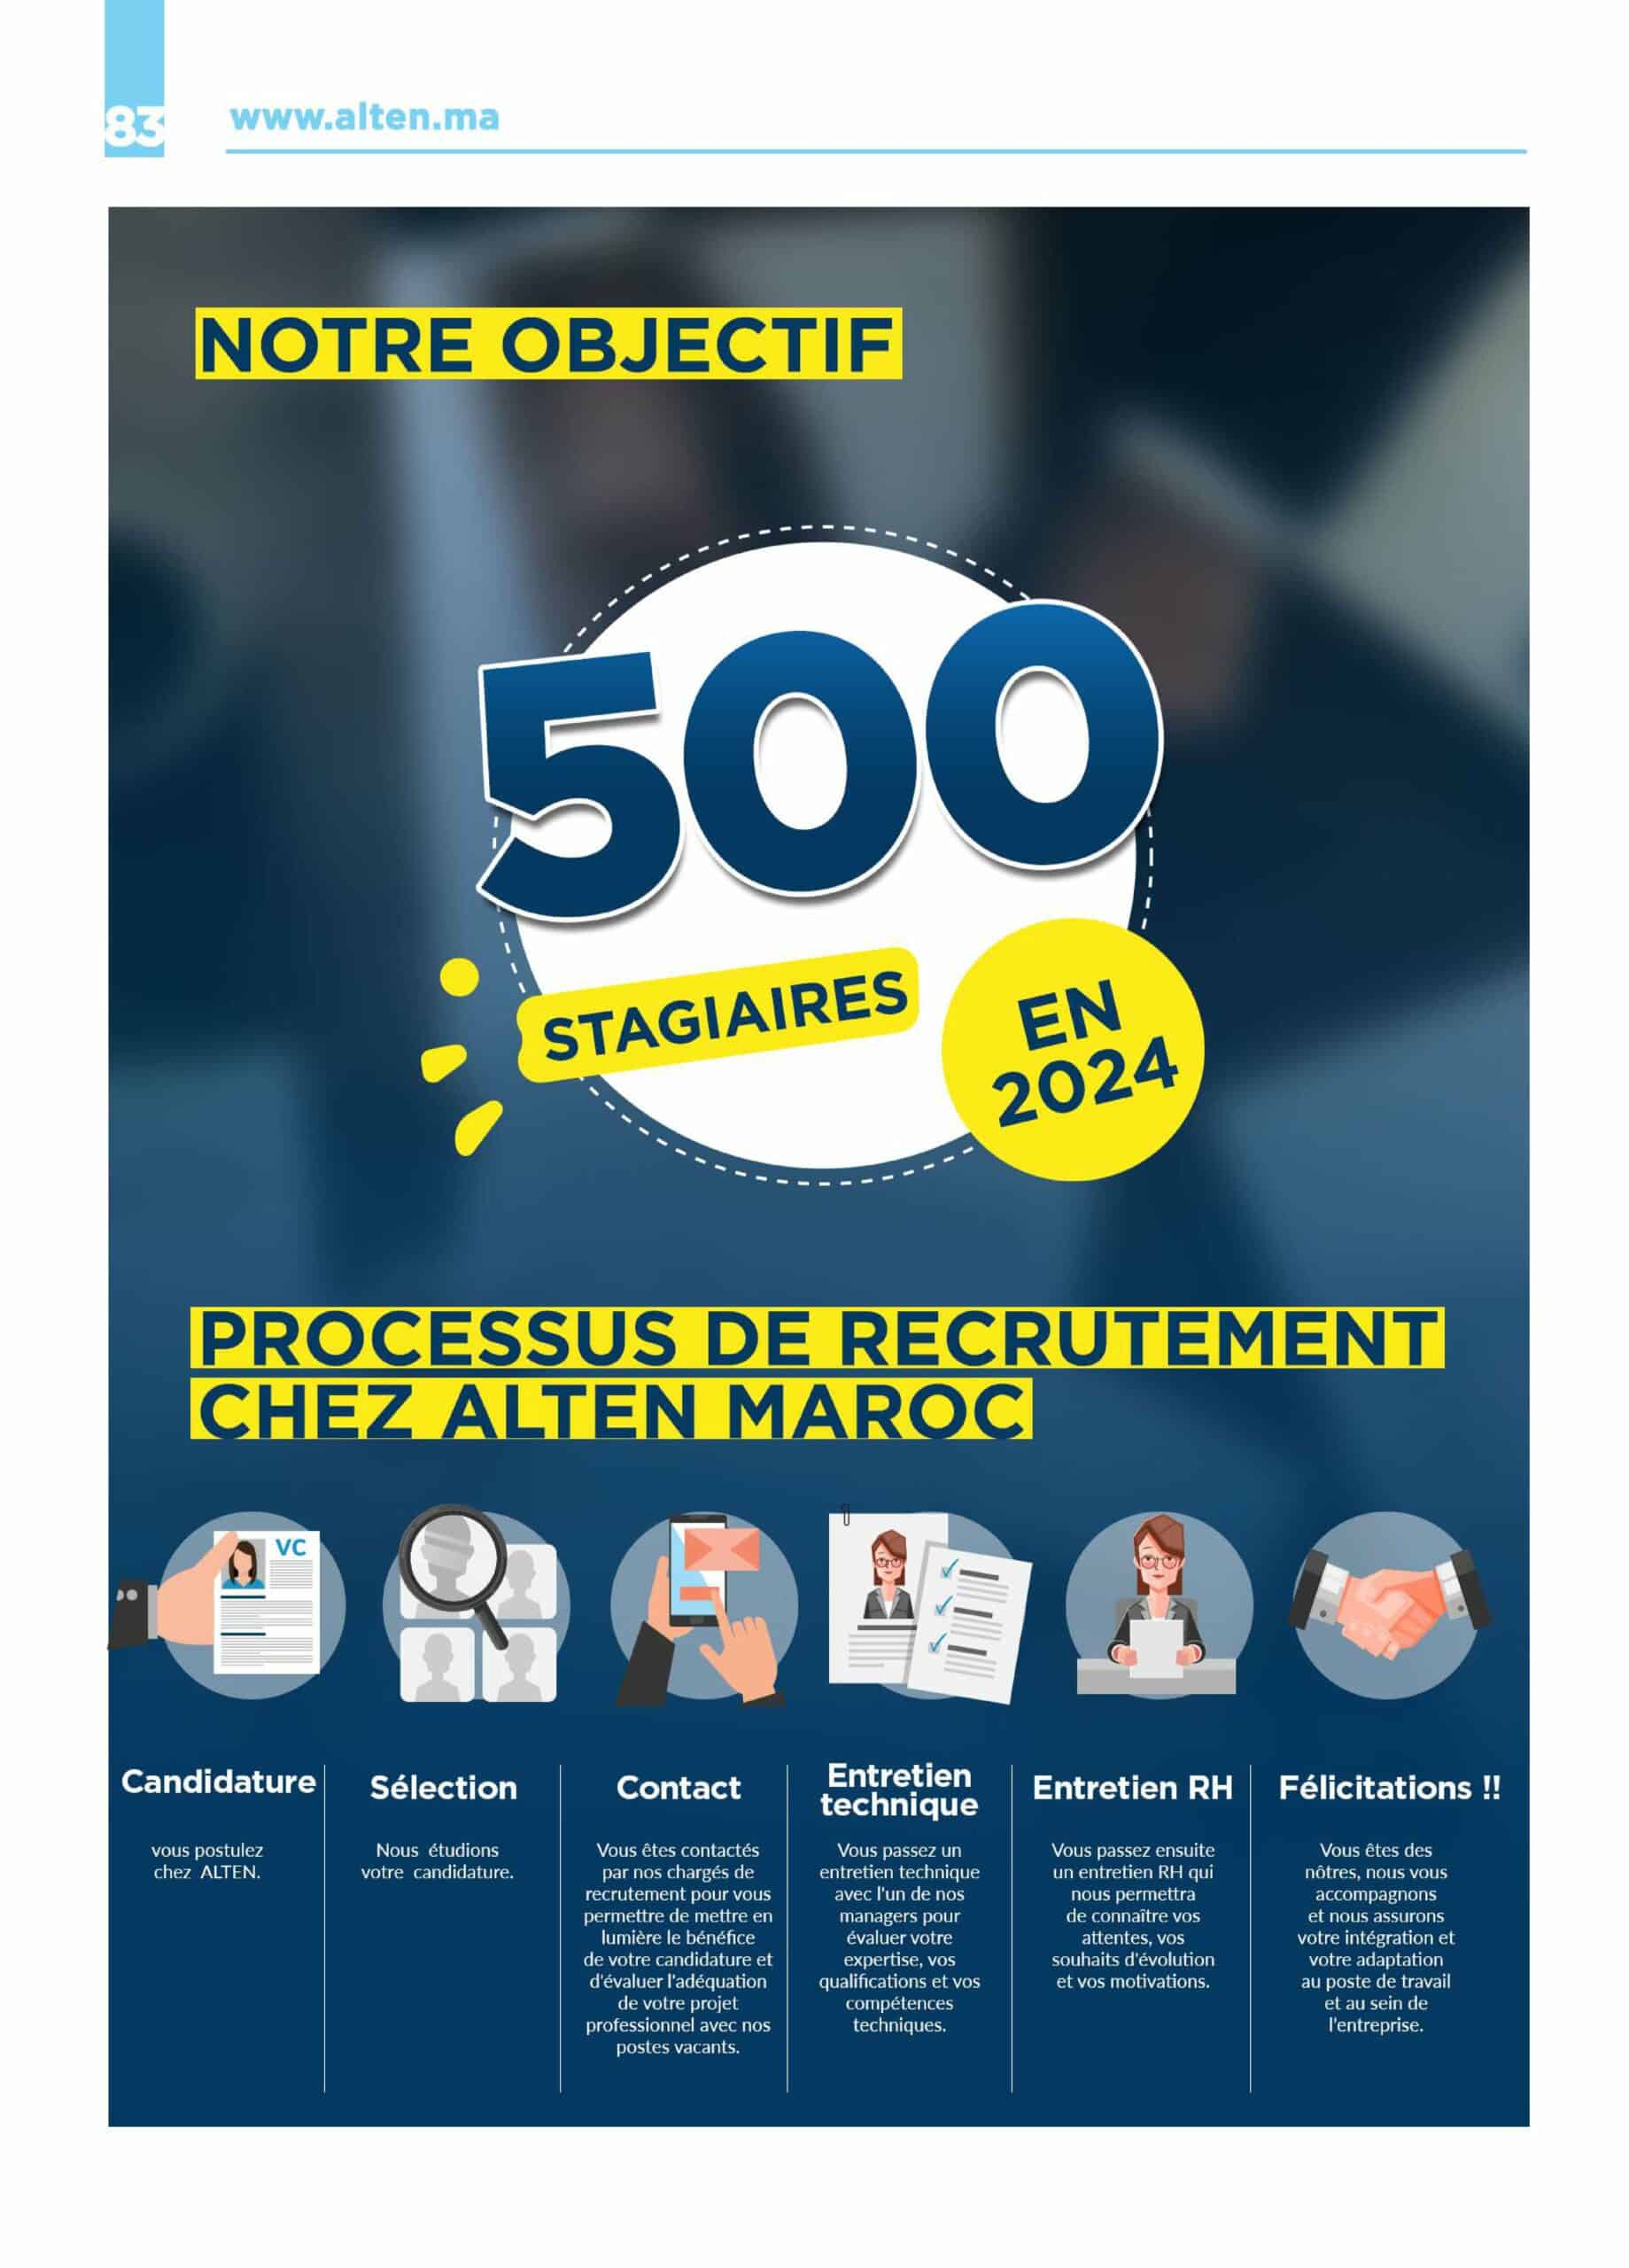 83
www.alten.ma
NOTRE OBJECTIF
500
STAGIAIRES
EN
2024
PROCESSUS DE RECRUTEMENT
CHEZ ALTEN MAROC
VC
Candidature
vous postulez
chez ALTEN.
Sélection
Nous étudions
votre candidature.
Contact
Vous êtes contactés
par nos chargés de
recrutement pour vous
permettre de mettre en
lumière le bénéfice
de votre candidature et
d'évaluer l'adéquation
de votre projet
professionnel avec nos
postes vacants.
Entretien
technique
Vous passez un
entretien technique
avec l'un de nos
managers pour
évaluer votre
expertise, vos
qualifications et vos
compétences
techniques.
Entretien RH
Vous passez ensuite
un entretien RH qui
nous permettra
de connaître vos
attentes, vos
souhaits d'évolution
et vos motivations.
Félicitations !!
Vous êtes des
nôtres, nous vous
accompagnons
et nous assurons
votre intégration et
votre adaptation
au poste de travail
et au sein de
l'entreprise.